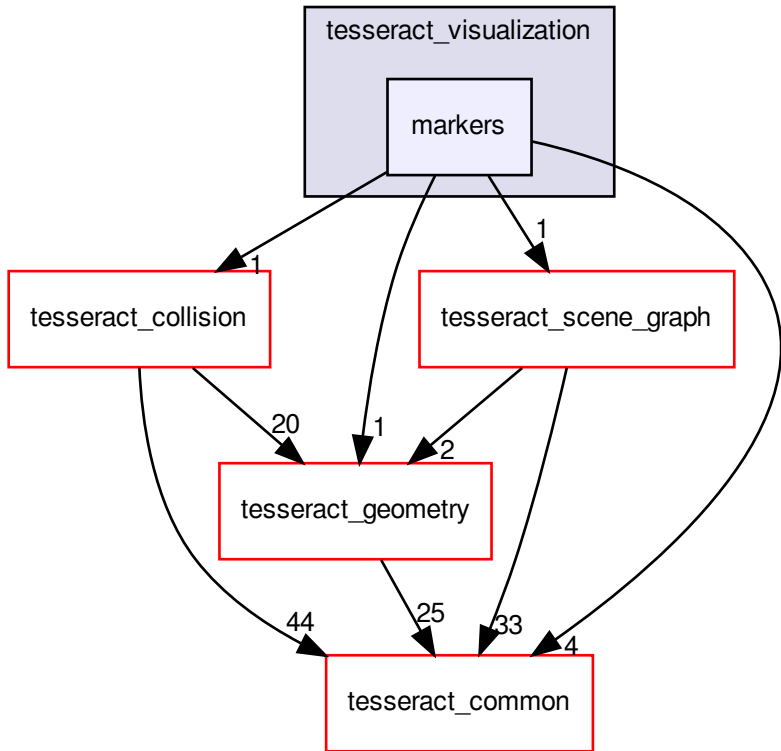 tesseract_visualization
markers
1
1
tesseract_collision
tesseract_scene_graph
20
1
2
tesseract_geometry
44
25
33
4
tesseract_common